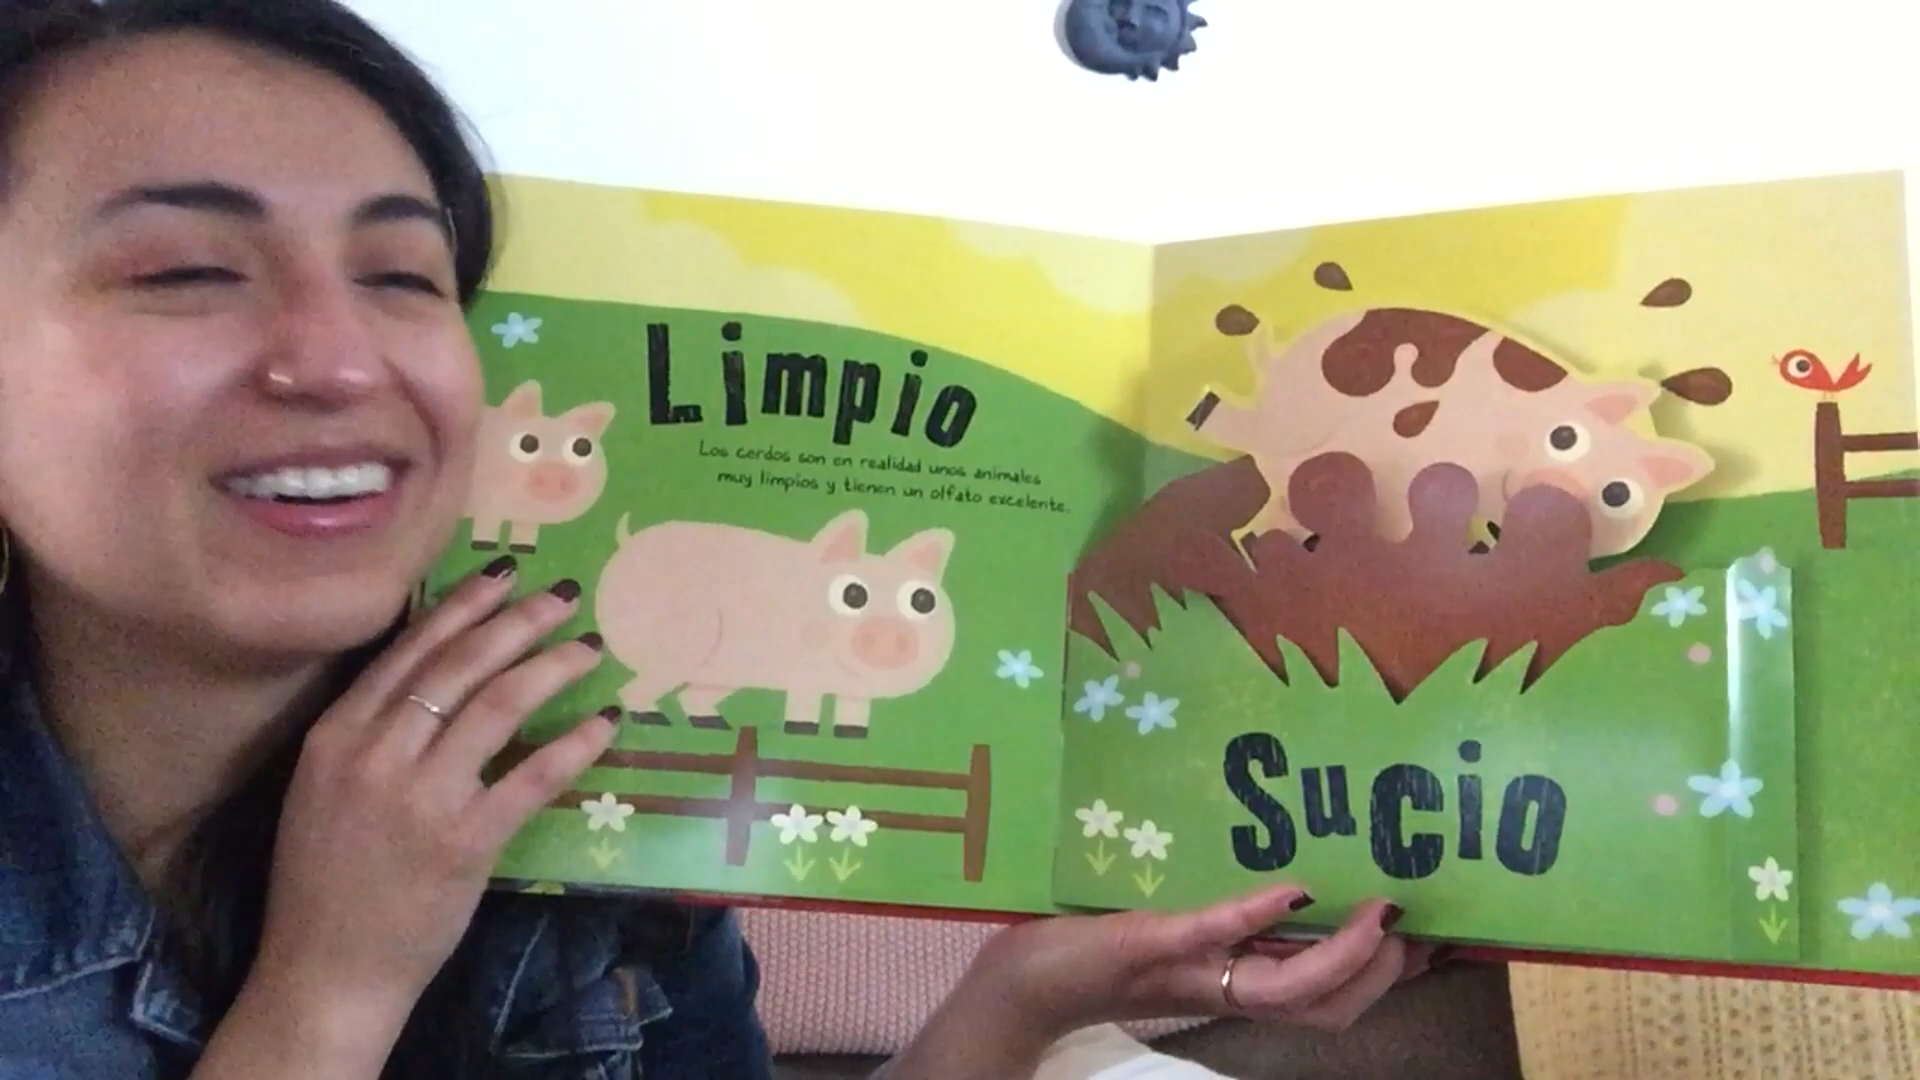 Limpio
Los cerdos son en realidad unos animales
muy limpios y tienen un olfato excelente.
Sucio